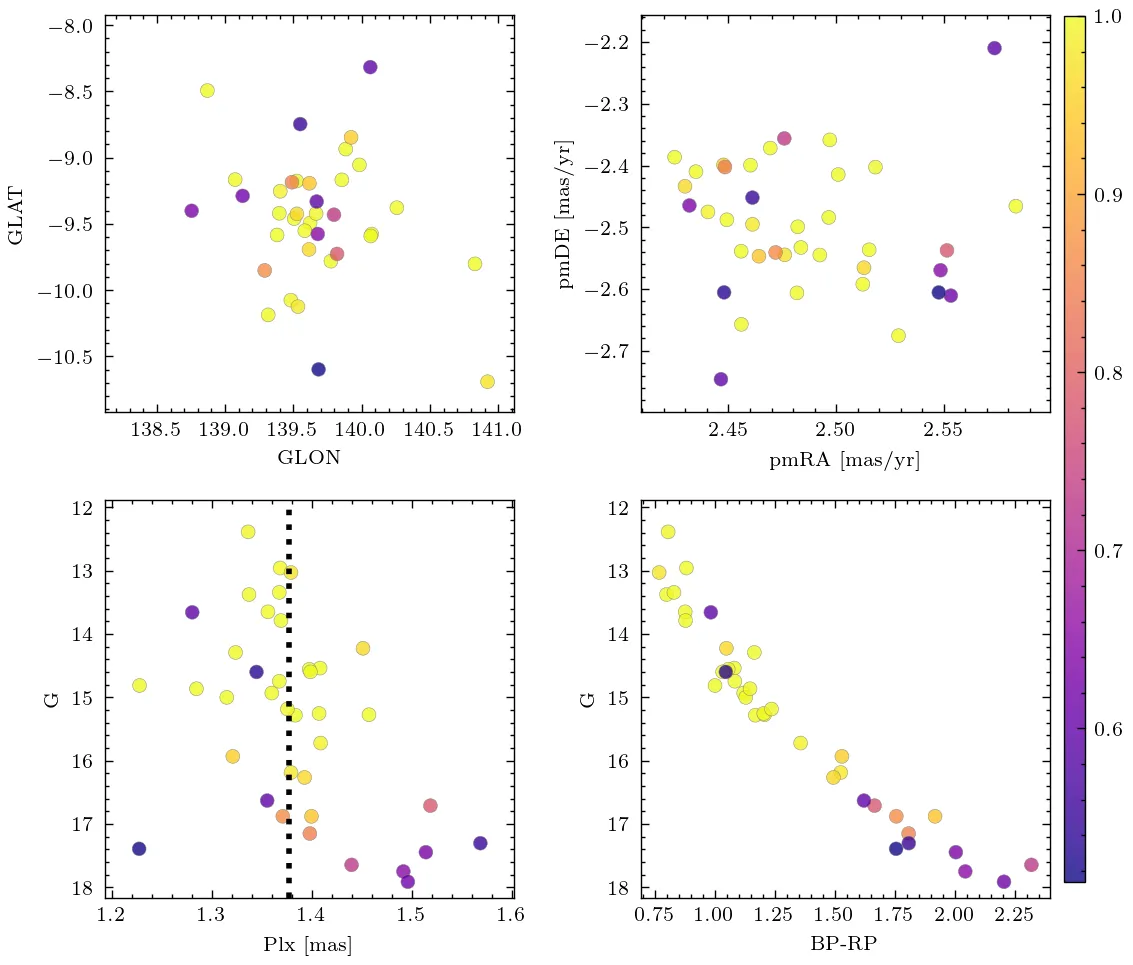 −8.0
−8.5
−9.0
−9.5
−10.0
−10.5
GLAT
138.5 139.0 139.5 140.0 140.5 141.0
GLON
−2.2
−2.3
−2.4
−2.5
−2.6
−2.7
pmDE [mas/yr]
2.45 2.50 2.55
pmRA [mas/yr]
12
13
14
15
16
17
18
G
1.2 1.3 1.4 1.5 1.6
Plx [mas]
12
13
14
15
16
17
18
G
0.75 1.00 1.25 1.50 1.75 2.00 2.25
BP-RP
1.0
0.9
0.8
0.7
0.6